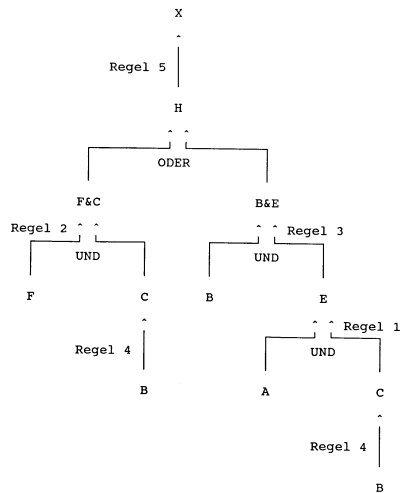 X
^
Regel 5
H
^ ^
ODER
F&C B&E
Regel 2 ^ ^ ^ ^ Regel 3
UND UND
F C B E
^ ^ ^ Regel 1
Regel 4 UND
B A C
^
Regel 4
B